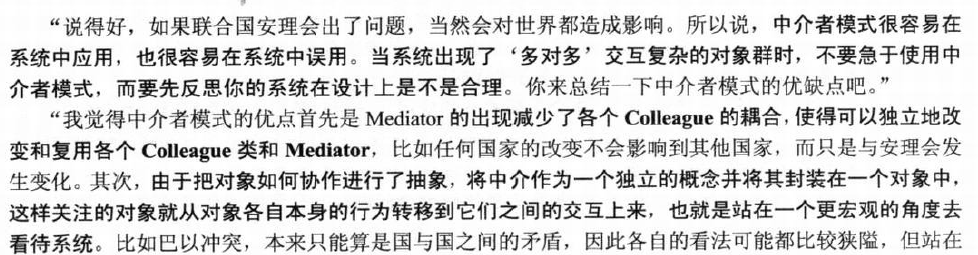 “说得好，如果联合国安理会出了问题，当然会对世界都造成影响。所以说，中介者模式很容易在
系统中应用，也很容易在系统中误用。当系统出现了‘多对多’交互复杂的对象群时，不要急于使用中
介者模式，而要先反思你的系统在设计上是不是合理。你来总结一下中介者模式的优缺点吧。”
“我觉得中介者模式的优点首先是 Mediator 的出现减少了各个 Colleague 的耦合，使得可以独立地改
变和复用各个 Colleague 类和 Mediator，比如任何国家的改变不会影响到其他国家，而只是与安理会发
生变化。其次，由于把对象如何协作进行了抽象，将中介作为一个独立的概念并将其封装在一个对象中，
这样关注的对象就从对象各自本身的行为转移到它们之间的交互上来，也就是站在一个更宏观的角度去
看待系统。比如巴以冲突，本来只能算是国与国之间的矛盾，因此各自的看法可能都比较狭隘，但站在